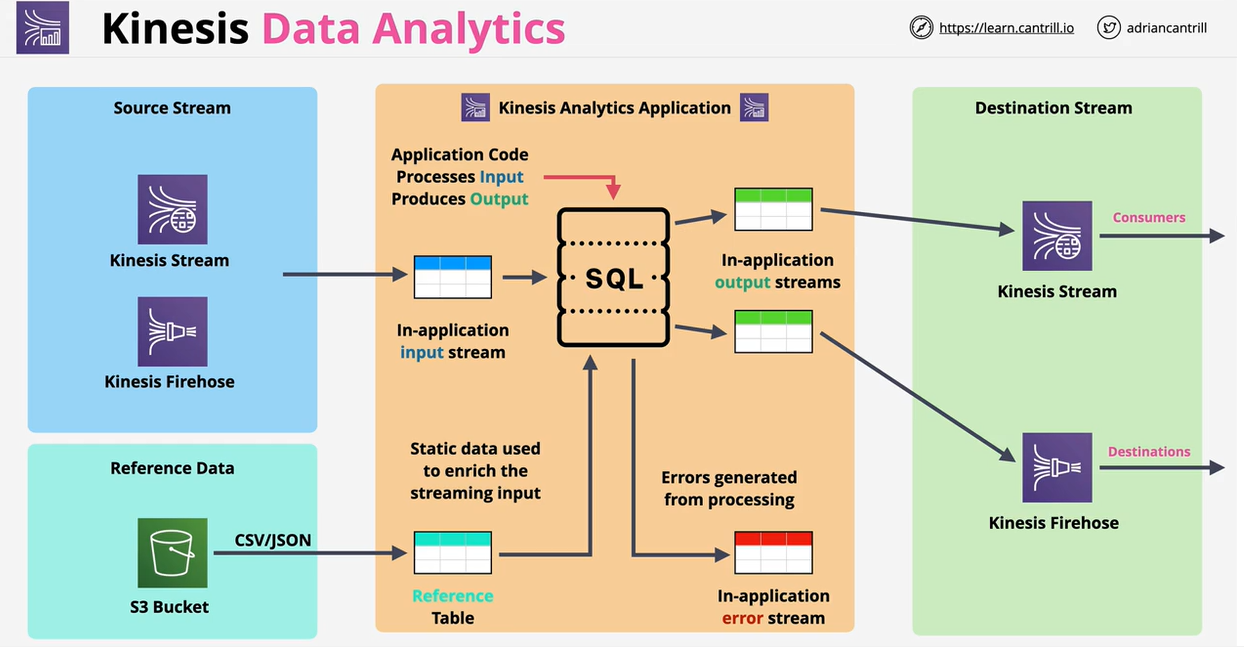 Kinesis Data Analytics
https://learn.cantrill.io
adriancantrill
Source Stream
Kinesis Stream
Kinesis Firehose
Reference Data
CSV/JSON
S3 Bucket
Kinesis Analytics Application
Application Code
Processes Input
Produces Output
SQL
In-application
input stream
In-application
output streams
Static data used
to enrich the
streaming input
Reference
Table
Errors generated
from processing
In-application
error stream
Destination Stream
Consumers
Kinesis Stream
Destinations
Kinesis Firehose